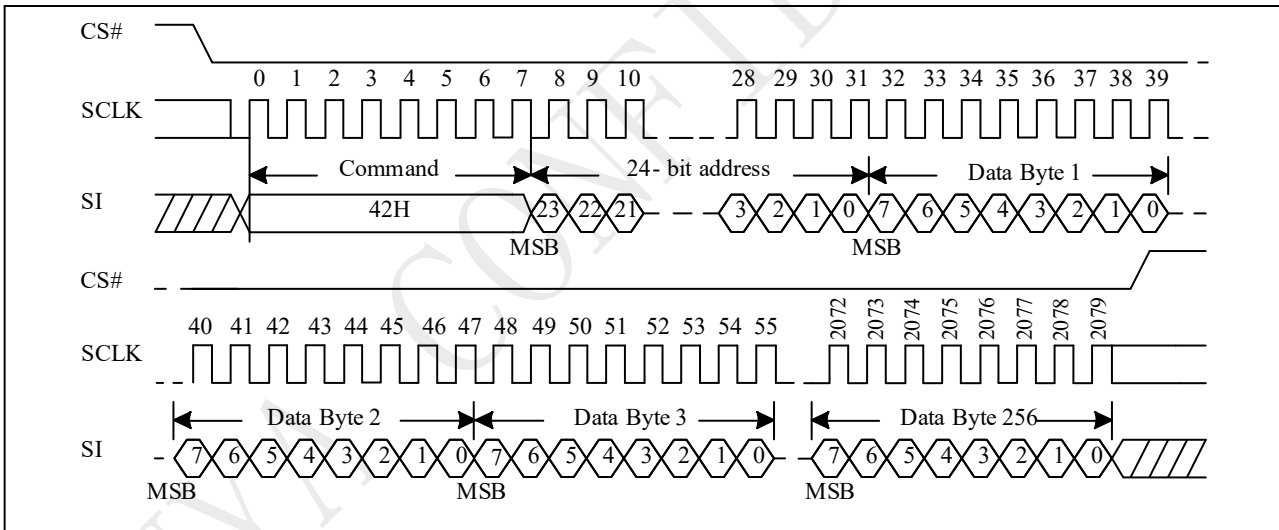 CS#
0 1 2 3 4 5 6 7 8 9 10 28 29 30 31 32 33 34 35 36 37 38 39
SCLK
Command 24- bit address Data Byte 1
SI 42H 23 22 21 3 2 1 0 7 6 5 4 3 2 1 0
MSB MSB
CS#
40 41 42 43 44 45 46 47 48 49 50 51 52 53 54 55 2072 2073 2074 2075 2076 2077 2078 2079
SCLK
Data Byte 2 Data Byte 3 Data Byte 256
SI 7 6 5 4 3 2 1 0 7 6 5 4 3 2 1 0 7 6 5 4 3 2 1 0
MSB MSB MSB